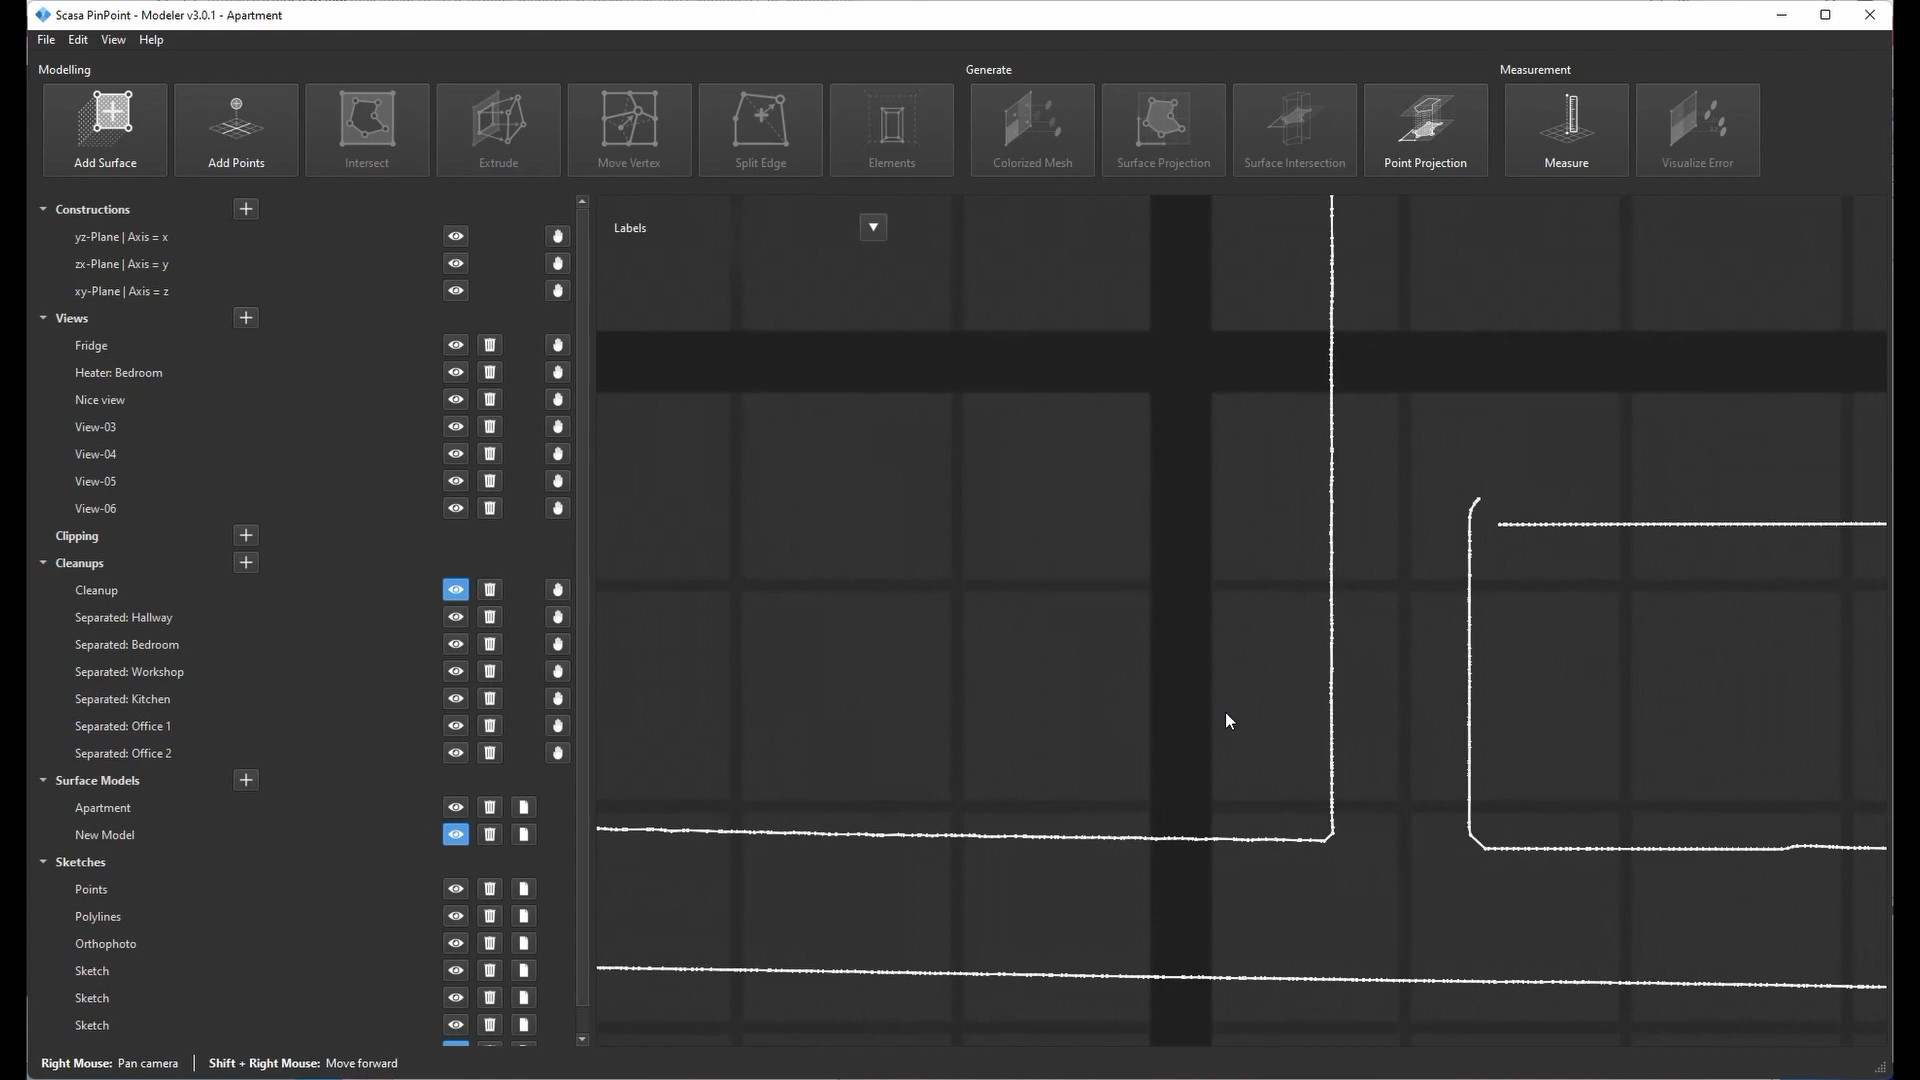 Scasa PinPoint - Modeler v3.0.1 - Apartment
File Edit View Help
Modelling Generate Measurement
Add Surface Add Points Intersect Extrude Move Vertex Split Edge Elements Colorized Mesh Surface Projection Surface Intersection Point Projection Measure Visualize Error
Constructions
yz-Plane | Axis = x
zx-Plane | Axis = y
xy-Plane | Axis = z
Views
Fridge
Heater: Bedroom
Nice view
View-03
View-04
View-05
View-06
Clipping
Cleanups
Cleanup
Separated: Hallway
Separated: Bedroom
Separated: Workshop
Separated: Kitchen
Separated: Office 1
Separated: Office 2
Surface Models
Apartment
New Model
Sketches
Points
Polylines
Orthophoto
Sketch
Sketch
Sketch
Labels
Right Mouse: Pan camera Shift + Right Mouse: Move forward